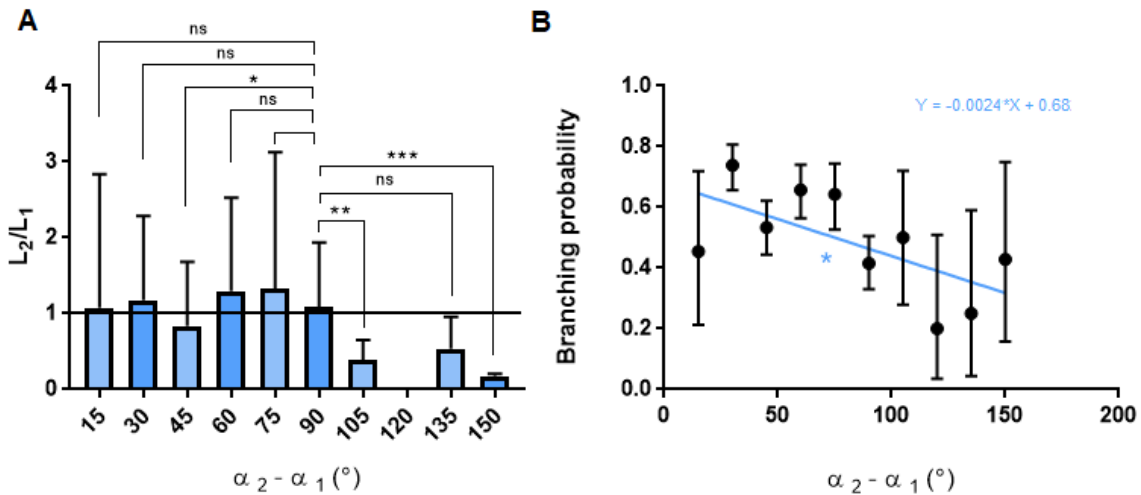 A
ns
ns
*
ns
***
ns
**
4
3
2
1
0
L2/L1
15 30 45 60 75 90 105 120 135 150
α 2 - α 1 (°)
B
Y = -0.0024*X + 0.68
*
1.0
0.8
0.6
0.4
0.2
0.0
Branching probability
0 50 100 150 200
α 2 - α 1 (°)